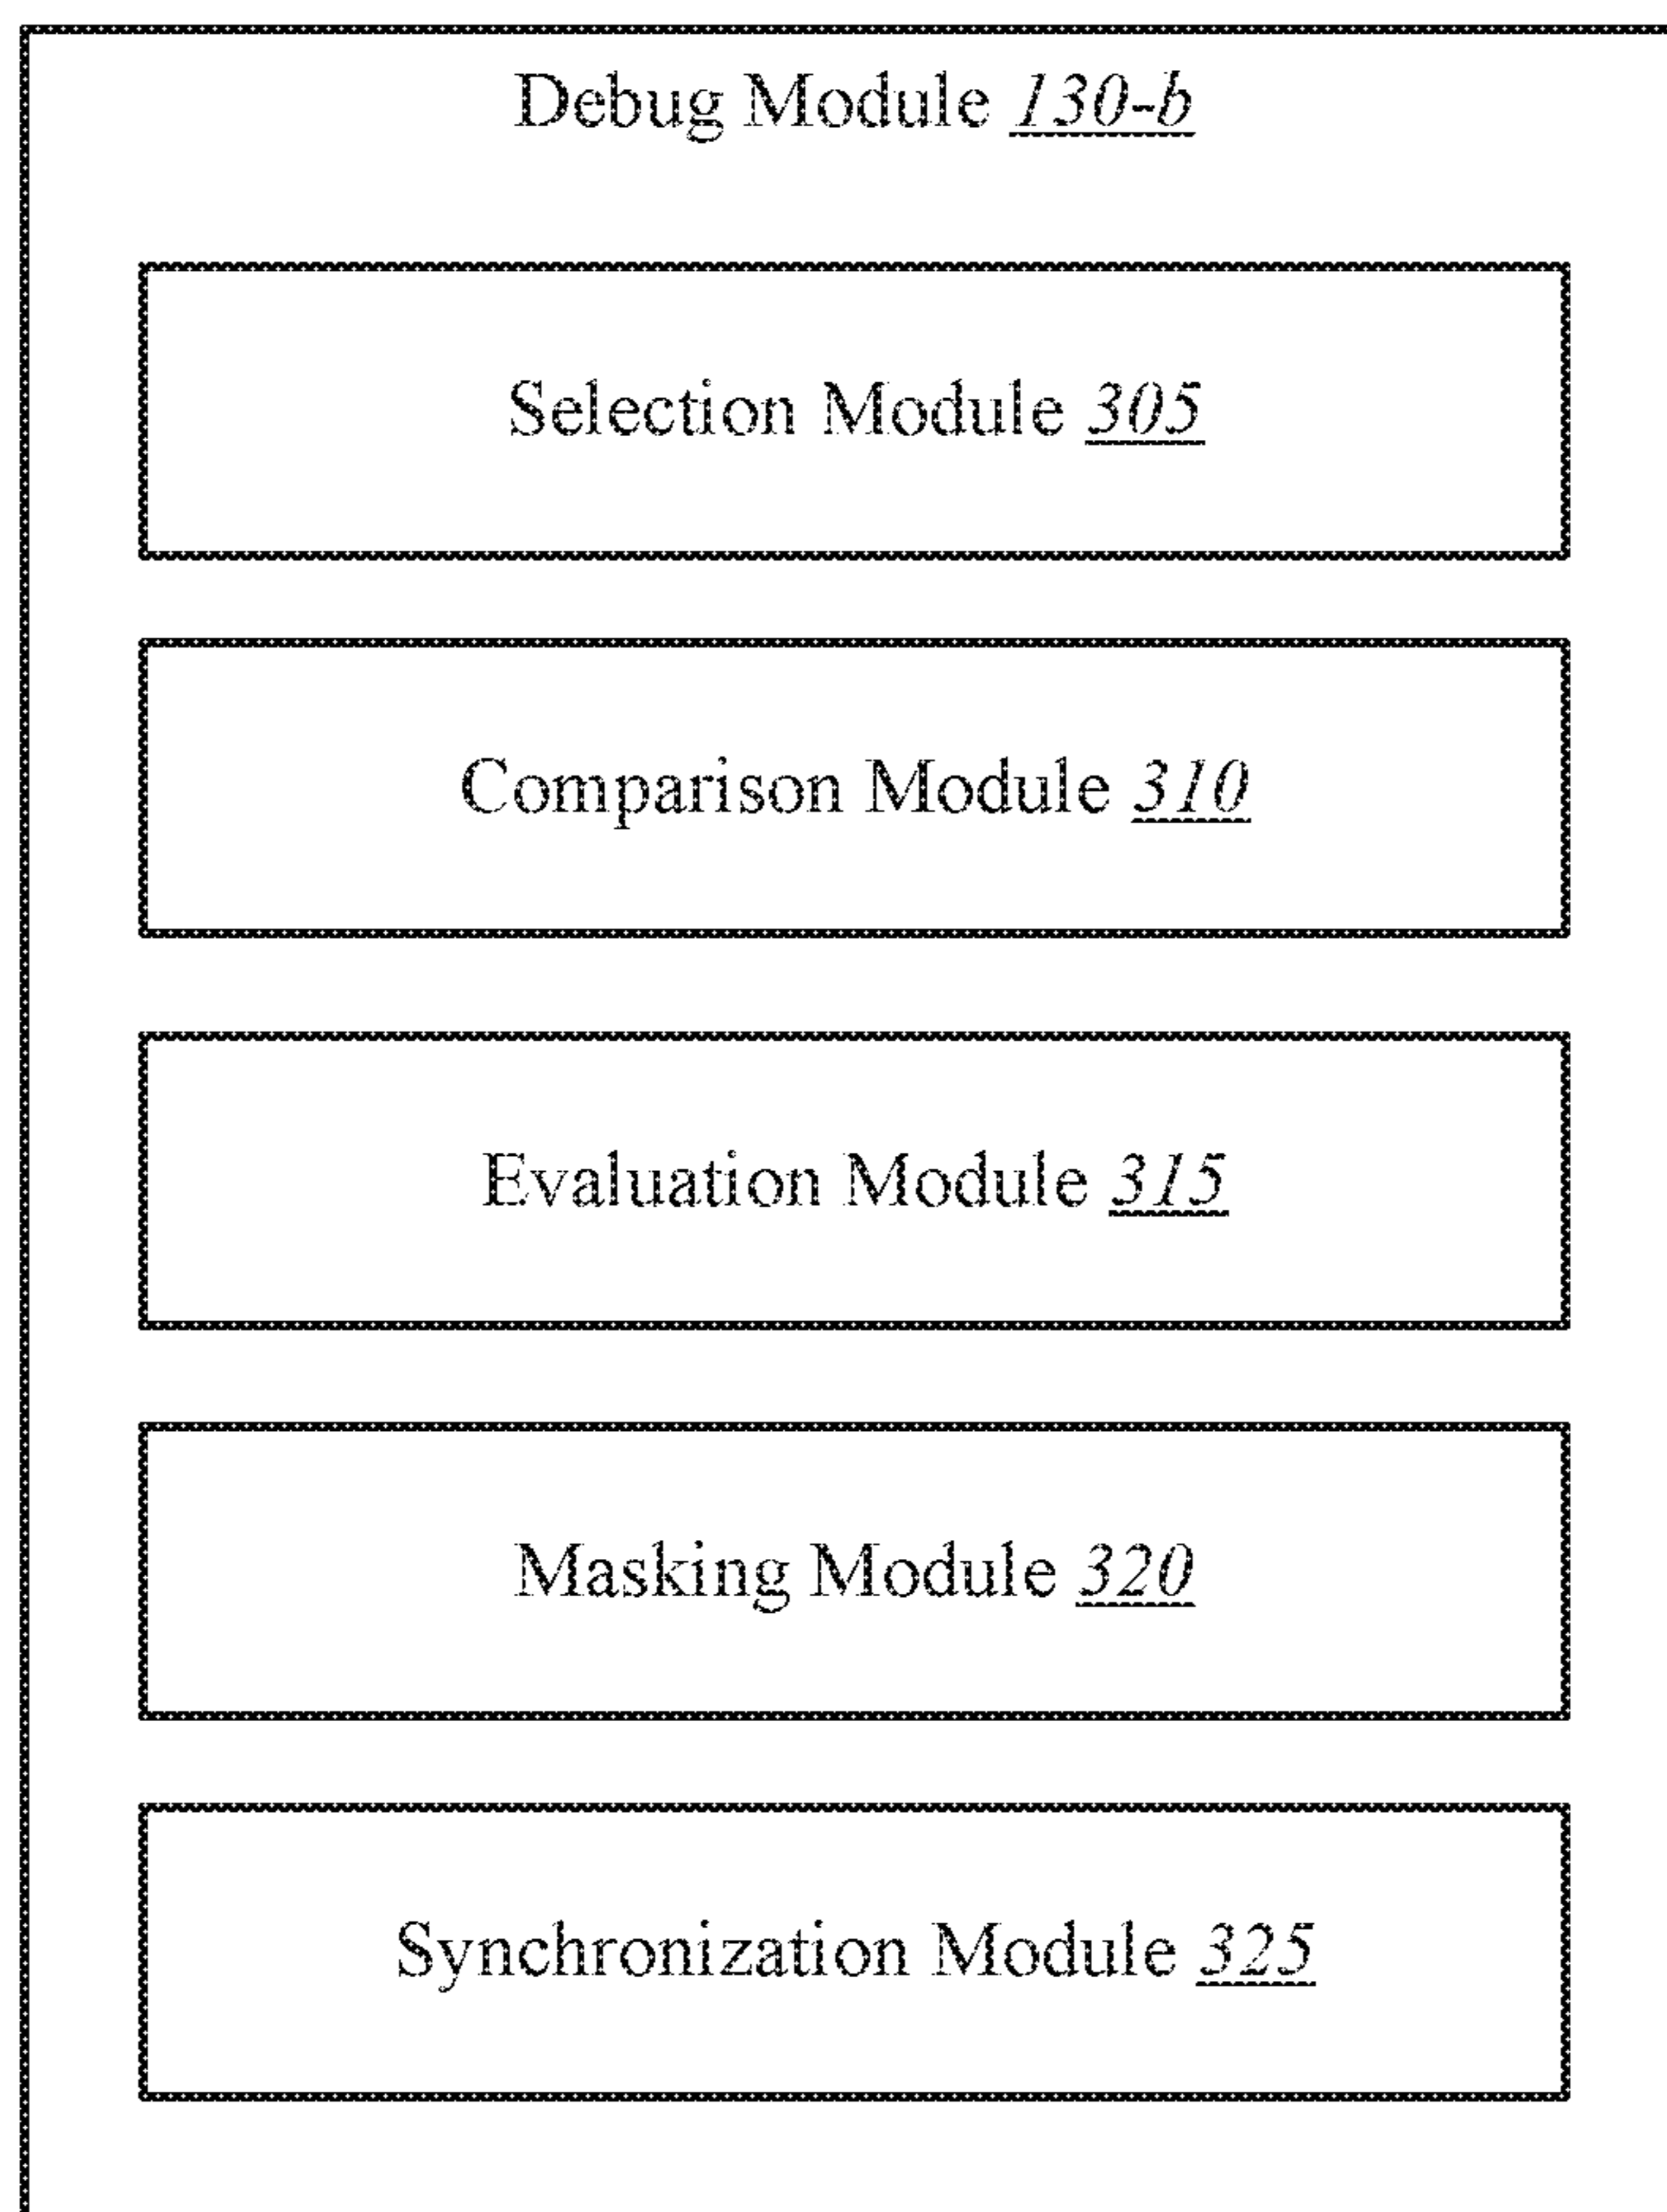 Debug Module 130-b
Selection Module 305
Comparison Module 310
Evaluation Module 315
Masking Module 320
Synchronization Module 325